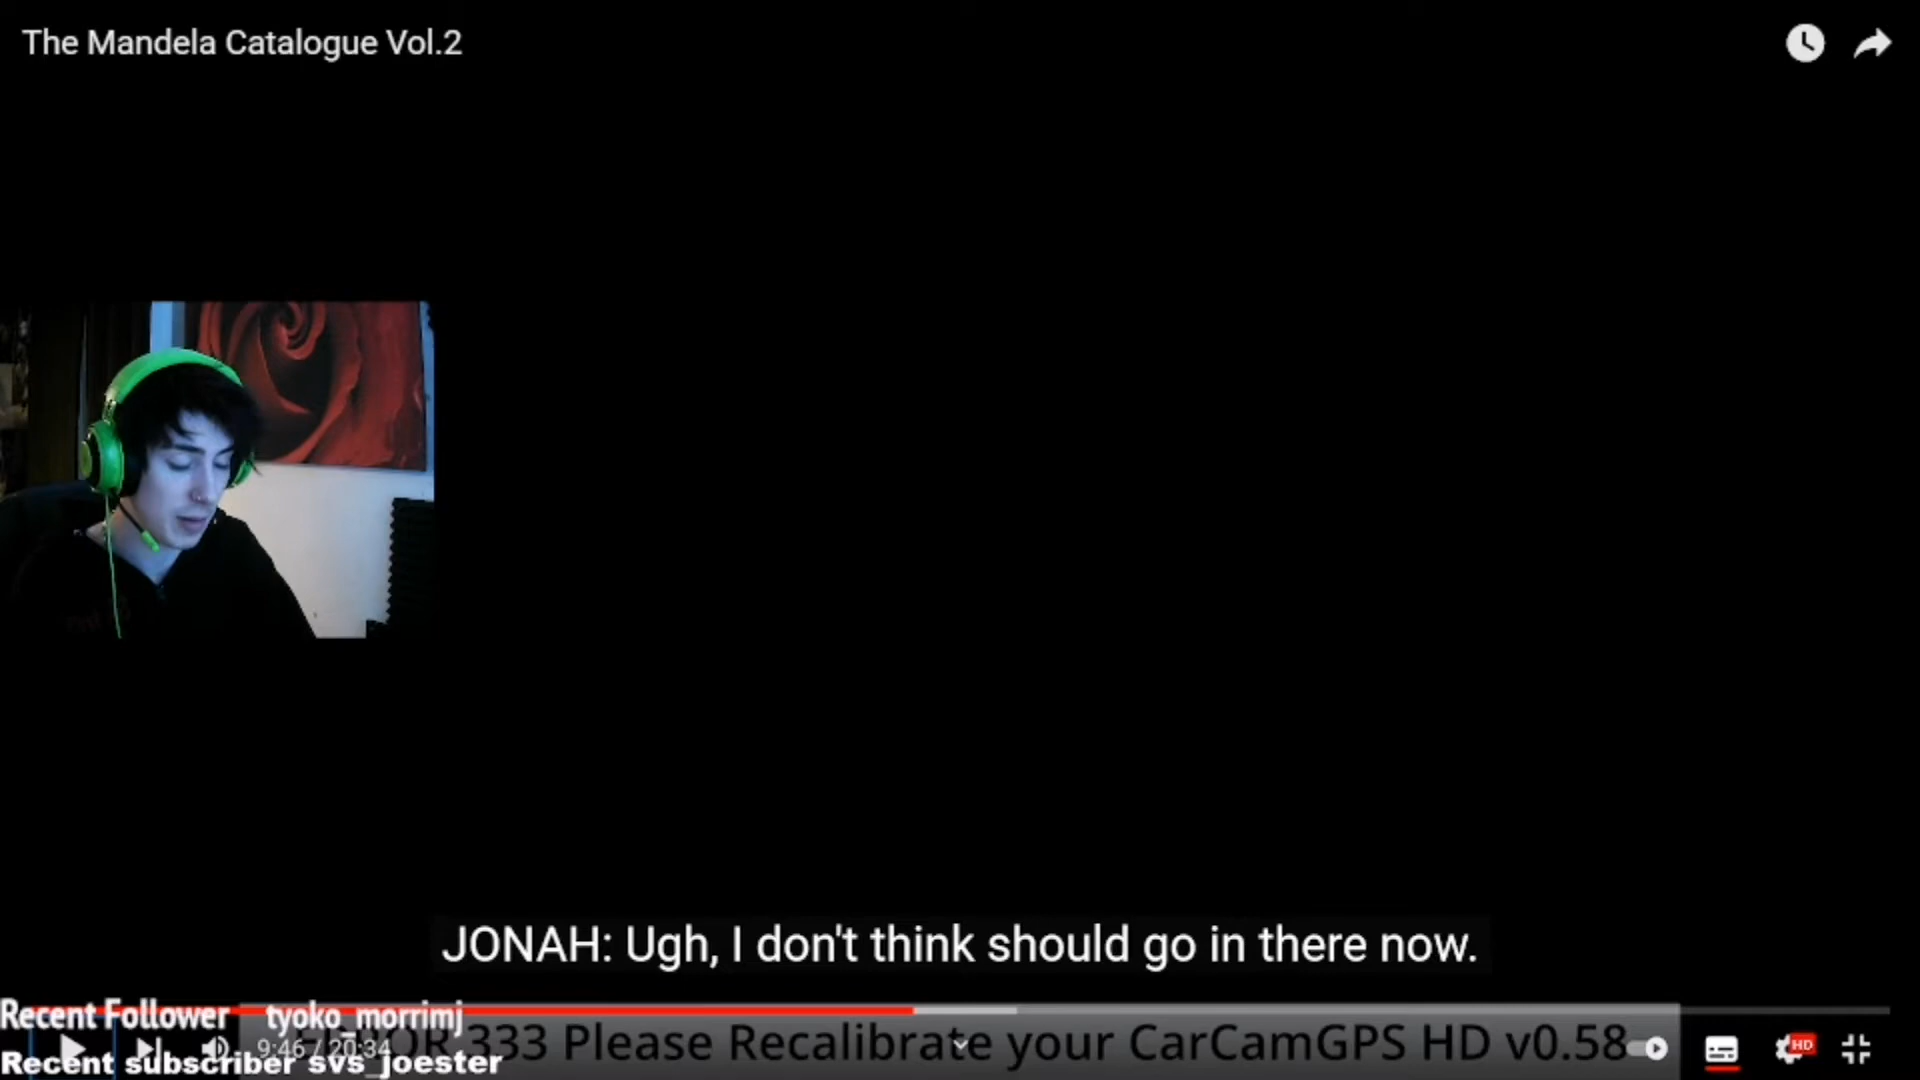 The Mandela Catalogue Vol.2
JONAH: Ugh, I don't think should go in there now.
Recent Follower tyoko_morrimj
333 Please Recalibrate your CarCamGPS HD v0.58
9:46 / 20:34
HD
Recent subscriber svs_joester